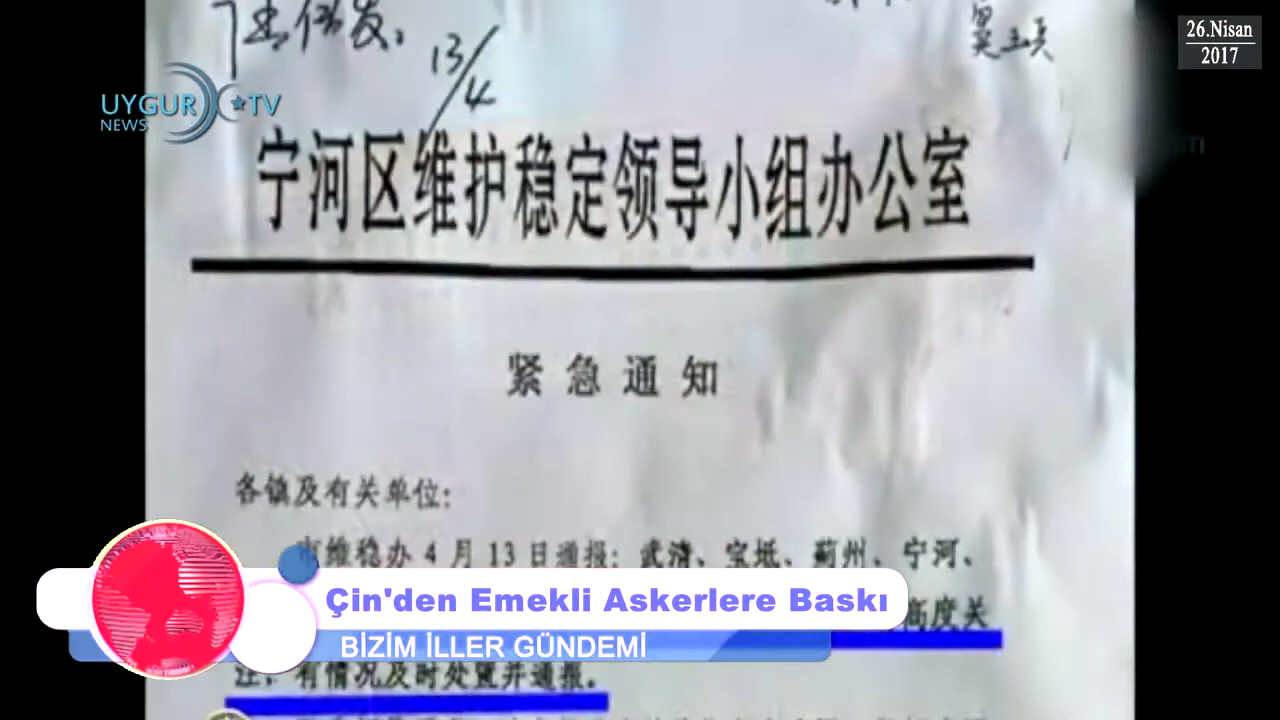 26.Nisan
2017
13/4
UYGUR TV
NEWS
宁河区维护稳定领导小组办公室
紧急通知
各镇及有关单位:
市维稳办4月13日通报:武清、宝坻、蓟州、宁河、
高度关
注,有情况及时处置并通报。
Çin'den Emekli Askerlere Baskı
BİZİM İLLER GÜNDEMİ